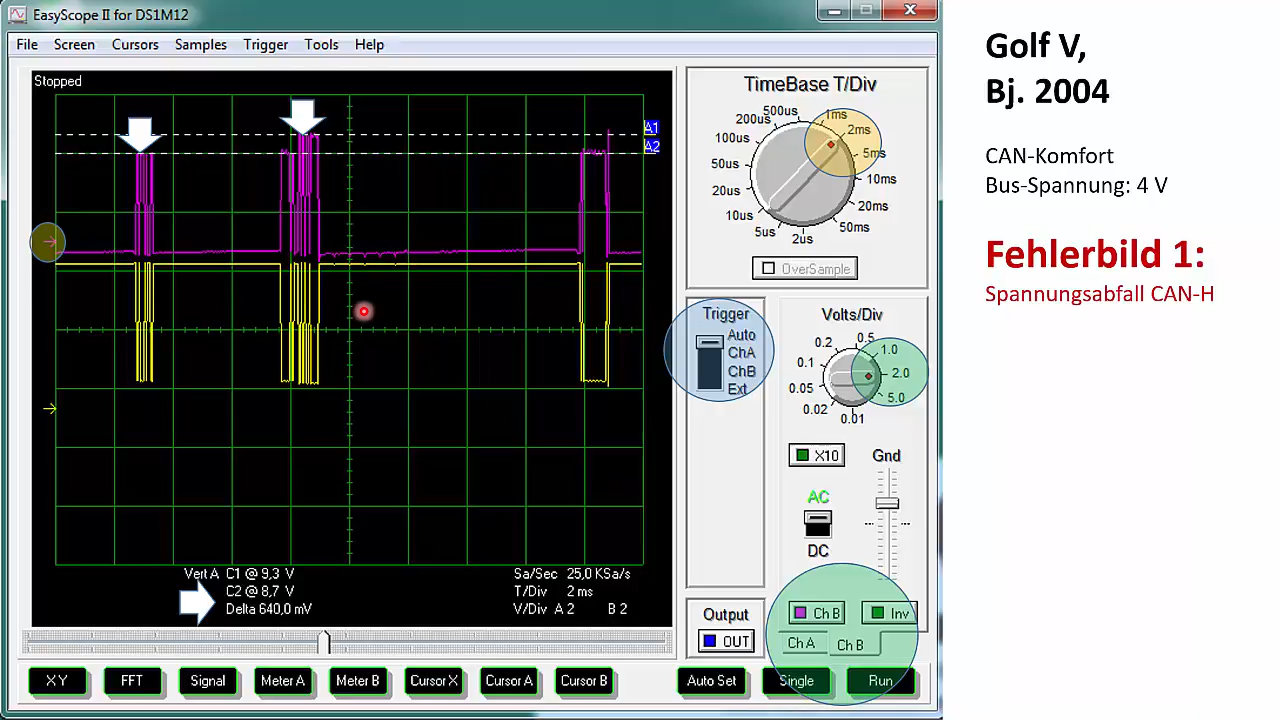 EasyScope II for DS1M12
File Screen Cursors Samples Trigger Tools Help
Stopped
A1
A2
Vert A C1 @ 9,3 V
C2 @ 8,7 V
Delta 640,0 mV
Sa/Sec 25,0 KSa/s
T/Div 2 ms
V/Div A 2 B 2
TimeBase T/Div
5us
10us
20us
50us
100us
200us
500us
1ms
2ms
5ms
10ms
20ms
50ms
2us
OverSample
Trigger
Auto
ChA
ChB
Ext
Volts/Div
0.02
0.05
0.1
0.2
0.5
1.0
2.0
5.0
0.01
X10
Gnd
AC
DC
Ch B
Inv
Ch A
Ch B
Output
OUT
X Y FFT Signal Meter A Meter B Cursor X Cursor A Cursor B Auto Set Single Run
Golf V,
Bj. 2004
CAN-Komfort
Bus-Spannung: 4 V
Fehlerbild 1:
Spannungsabfall CAN-H